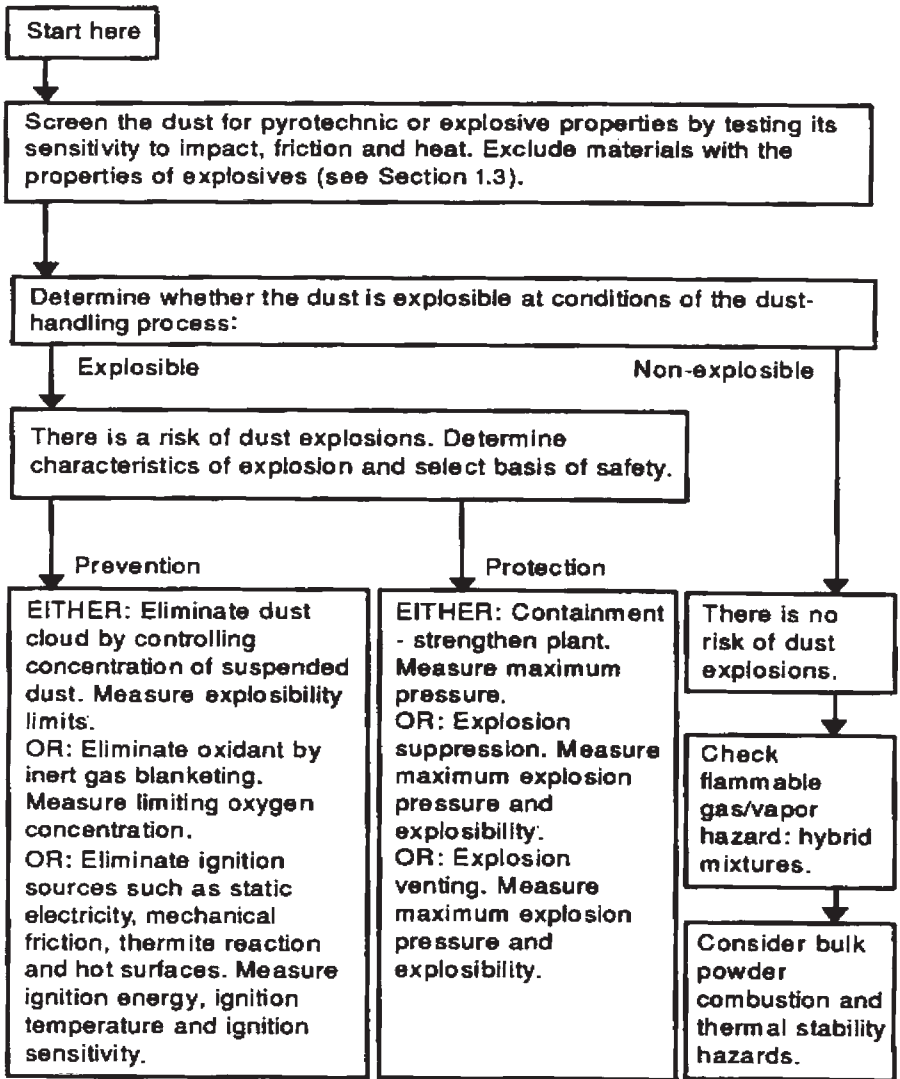 Start here
Screen the dust for pyrotechnic or explosive properties by testing its
sensitivity to impact, friction and heat. Exclude materials with the
properties of explosives (see Section 1.3).
Determine whether the dust is explosible at conditions of the dust-
handling process:
Explosible
Non-explosible
There is a risk of dust explosions. Determine
characteristics of explosion and select basis of safety.
Prevention
Protection
EITHER: Eliminate dust
cloud by controlling
concentration of suspended
dust. Measure explosibility
limits.
OR: Eliminate oxidant by
inert gas blanketing.
Measure limiting oxygen
concentration.
OR: Eliminate ignition
sources such as static
electricity, mechanical
friction, thermite reaction
and hot surfaces. Measure
ignition energy, ignition
temperature and ignition
sensitivity.
EITHER: Containment
- strengthen plant.
Measure maximum
pressure.
OR: Explosion
suppression. Measure
maximum explosion
pressure and
explosibility.
OR: Explosion
venting. Measure
maximum explosion
pressure and
explosibility.
There is no
risk of dust
explosions.
Check
flammable
gas/vapor
hazard: hybrid
mixtures.
Consider bulk
powder
combustion and
thermal stability
hazards.